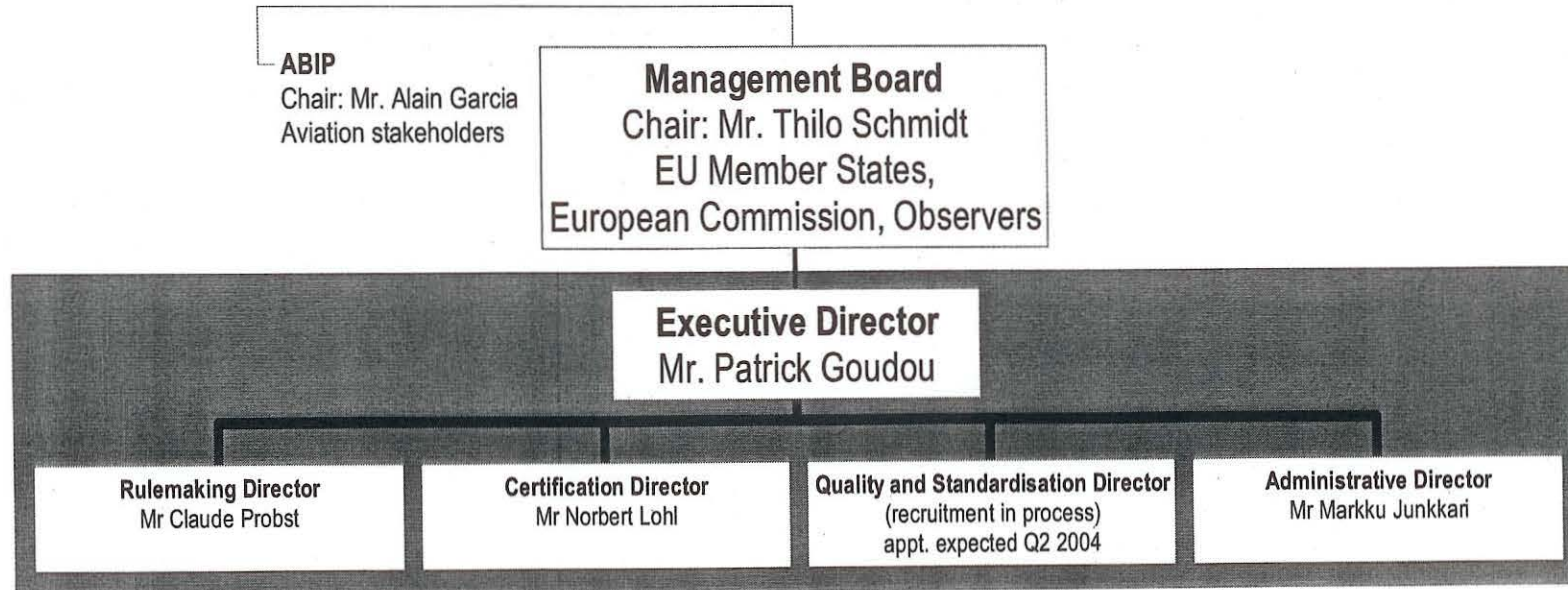 ABIP
Chair: Mr. Alain Garcia
Aviation stakeholders
Management Board
Chair: Mr. Thilo Schmidt
EU Member States,
European Commission, Observers
Executive Director
Mr. Patrick Goudou
Rulemaking Director
Mr Claude Probst
Certification Director
Mr Norbert Lohl
Quality and Standardisation Director
(recruitment in process)
appt. expected Q2 2004
Administrative Director
Mr Markku Junkkari